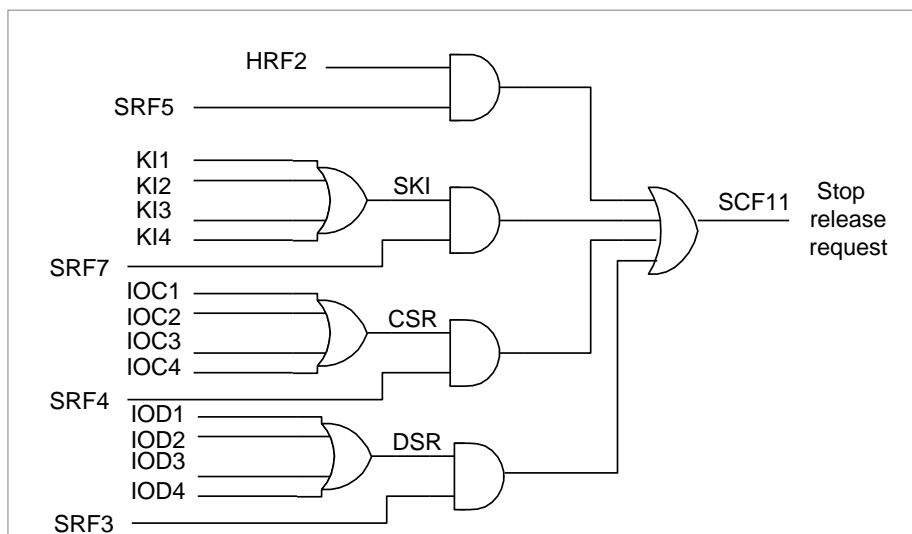 HRF2
SRF5
KI1
KI2
KI3
KI4
SKI
SRF7
IOC1
IOC2
IOC3
IOC4
CSR
SRF4
IOD1
IOD2
IOD3
IOD4
DSR
SRF3
SCF11
Stop
release
request